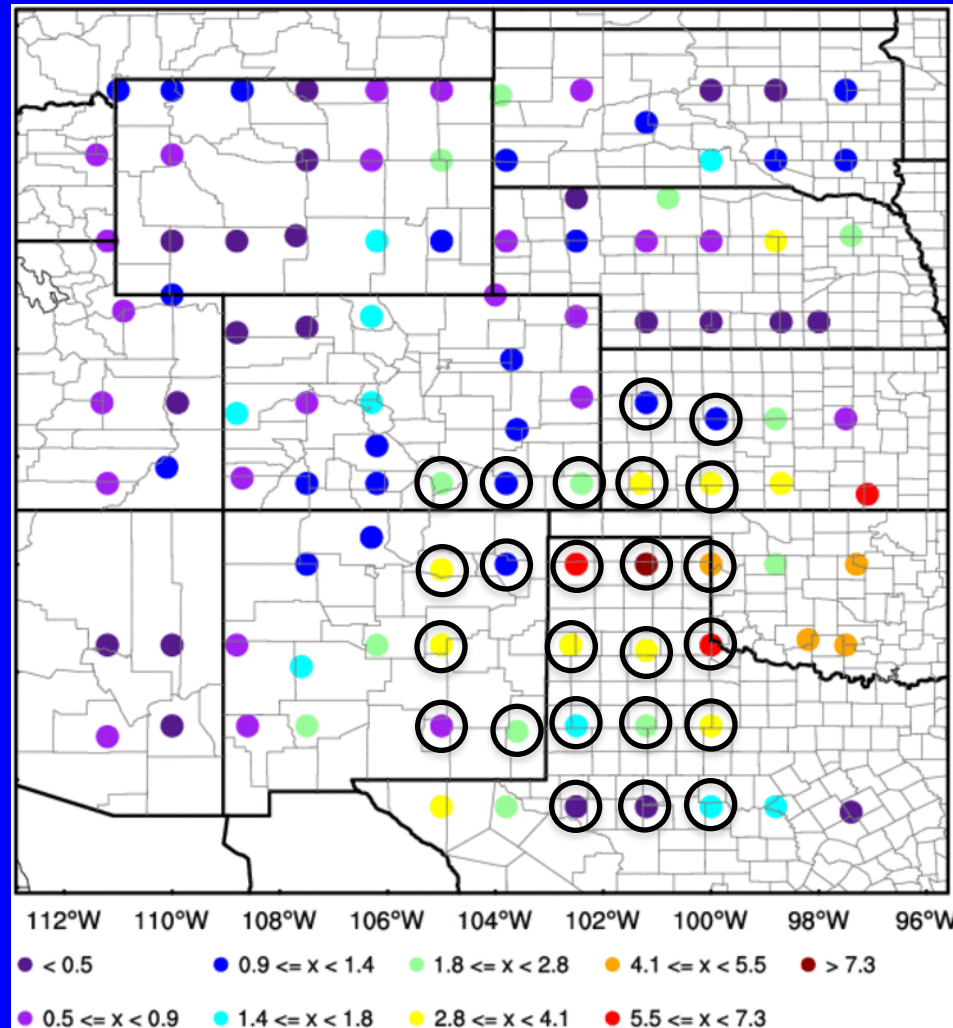 112°W 110°W 108°W 106°W 104°W 102°W 100°W 98°W 96°W
< 0.5 0.9 <= x < 1.4 1.8 <= x < 2.8 4.1 <= x < 5.5 > 7.3
0.5 <= x < 0.9 1.4 <= x < 1.8 2.8 <= x < 4.1 5.5 <= x < 7.3